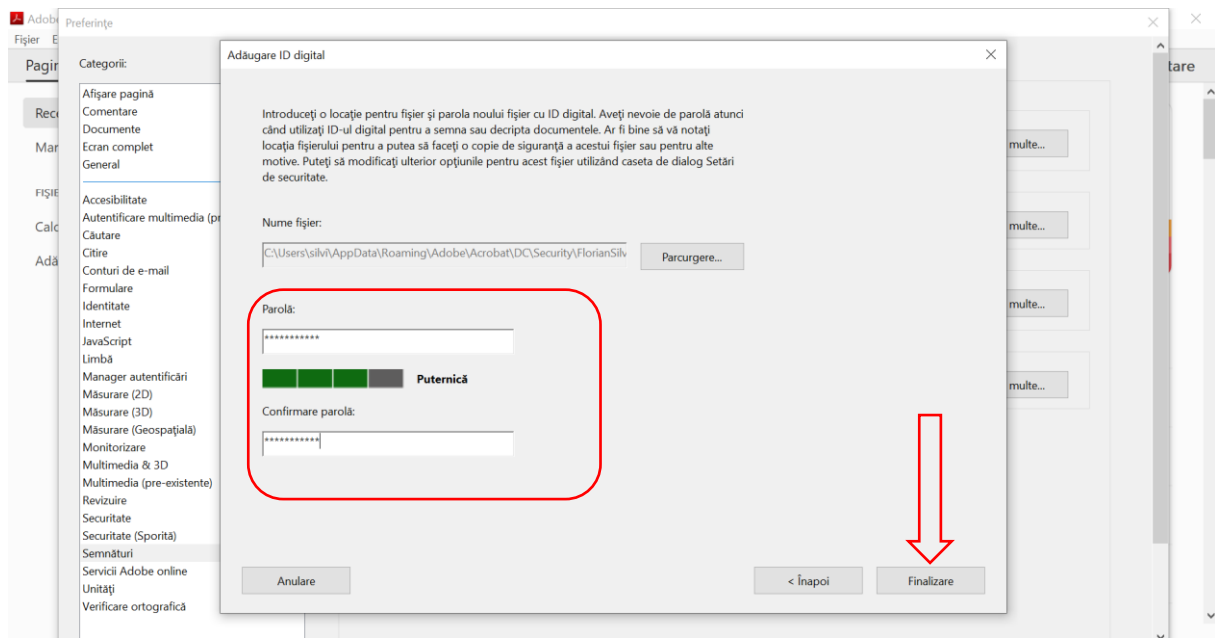 Adobe
Preferințe
Fișier E
Pagin
tare
Categorii:
Adăugare ID digital
Rece
Mar
FIȘIE
Calc
Adă
Afișare pagină
Comentare
Documente
Ecran complet
General
Accesibilitate
Autentificare multimedia (pr
Căutare
Citire
Conturi de e-mail
Formulare
Identitate
Internet
JavaScript
Limbă
Manager autentificări
Măsurare (2D)
Măsurare (3D)
Măsurare (Geospațială)
Monitorizare
Multimedia & 3D
Multimedia (pre-existente)
Revizuire
Securitate
Securitate (Sporită)
Semnături
Servicii Adobe online
Unități
Verificare ortografică
Introduceți o locație pentru fișier și parola noului fișier cu ID digital. Aveți nevoie de parolă atunci
când utilizați ID-ul digital pentru a semna sau decripta documentele. Ar fi bine să vă notați
locația fișierului pentru a putea să faceți o copie de siguranță a acestui fișier sau pentru alte
motive. Puteți să modificați ulterior opțiunile pentru acest fișier utilizând caseta de dialog Setări
de securitate.
Nume fișier:
C:\Users\silvi\AppData\Roaming\Adobe\Acrobat\DC\Security\FlorianSilv
Parcurgere...
Parolă:
***********
Puternică
Confirmare parolă:
***********
Anulare
< Înapoi
Finalizare
multe...
multe...
multe...
multe...